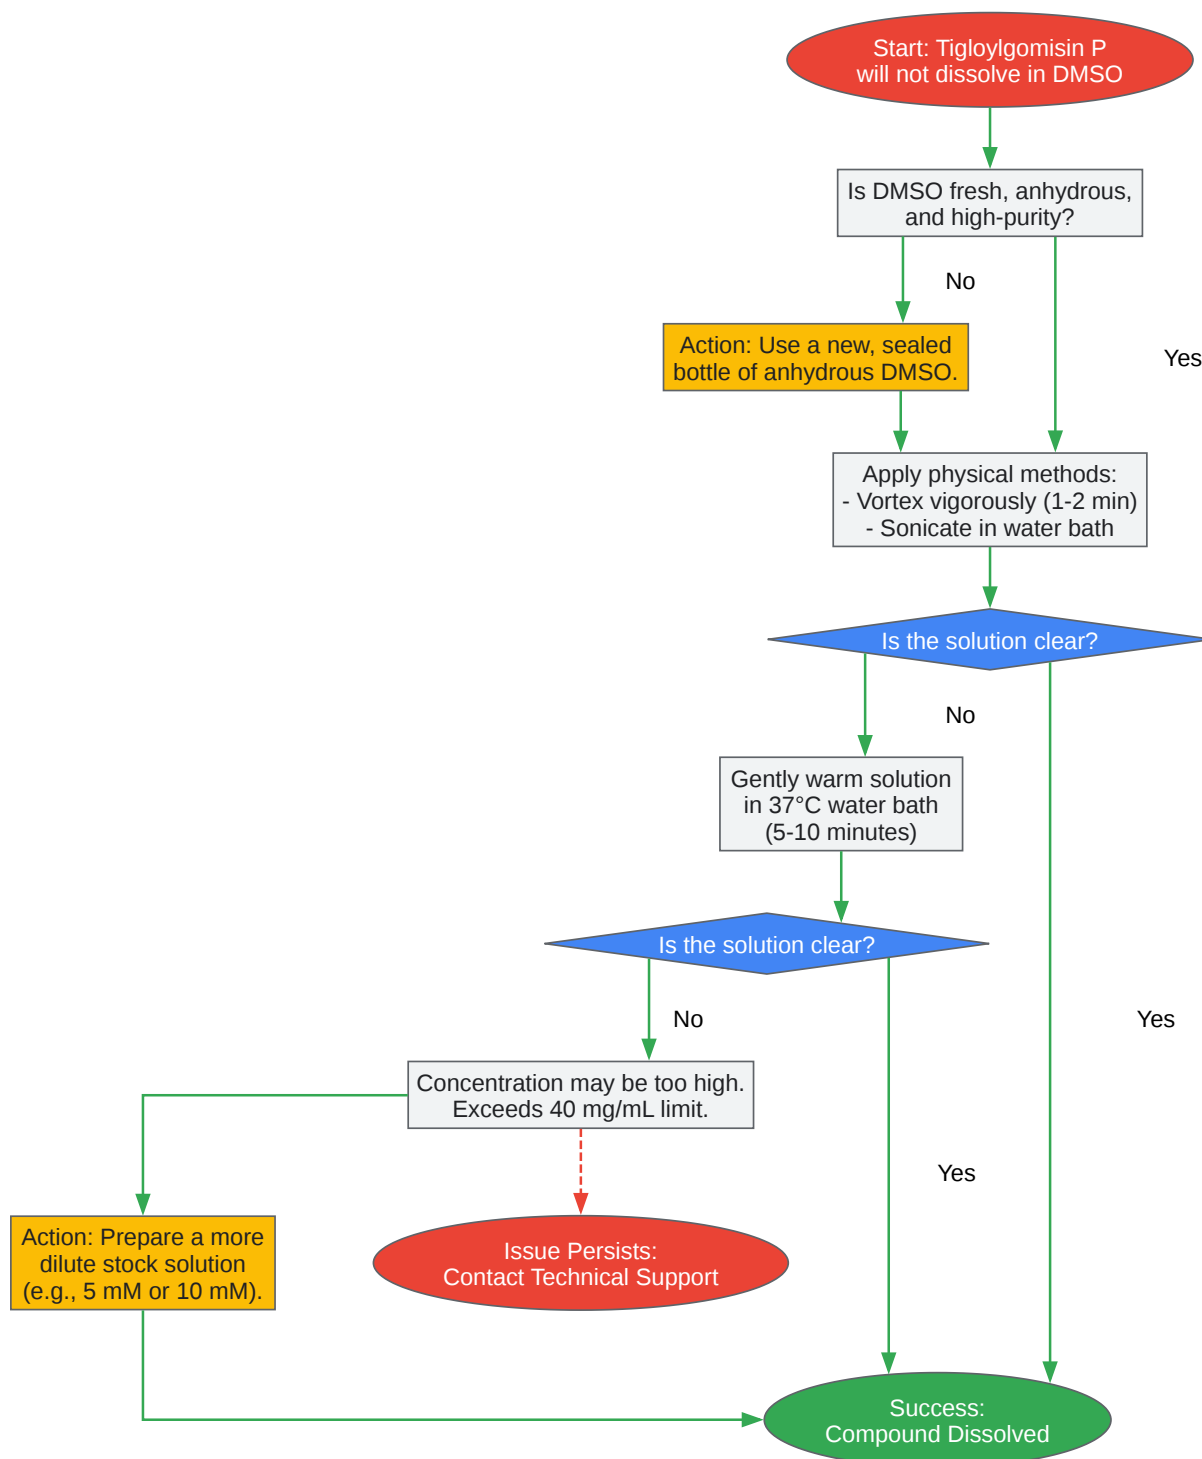 Start: Tigloylgomisin P
will not dissolve in DMSO
Is DMSO fresh, anhydrous,
and high-purity?
No
Action: Use a new, sealed
bottle of anhydrous DMSO.
Yes
Apply physical methods:
- Vortex vigorously (1-2 min)
- Sonicate in water bath
Is the solution clear?
No
Gently warm solution
in 37°C water bath
(5-10 minutes)
Is the solution clear?
No
Yes
Concentration may be too high.
Exceeds 40 mg/mL limit.
Yes
Action: Prepare a more
dilute stock solution
(e.g., 5 mM or 10 mM).
Issue Persists:
Contact Technical Support
Success:
Compound Dissolved